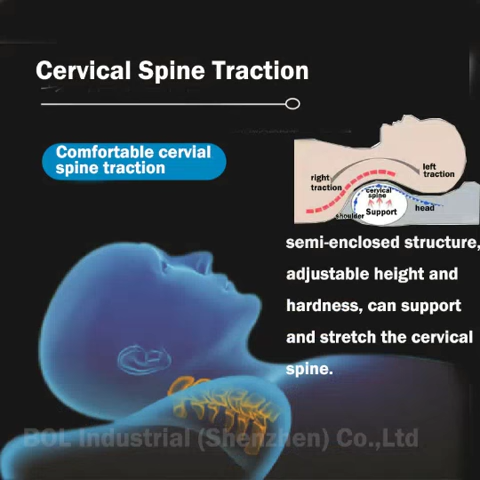 Cervical Spine Traction
Comfortable cervial
spine traction
right
traction
left
traction
cervical
spine
shoulder
Support
head
semi-enclosed structure,
adjustable height and
hardness, can support
and stretch the cervical
spine.
BOL Industrial (Shenzhen) Co.,Ltd